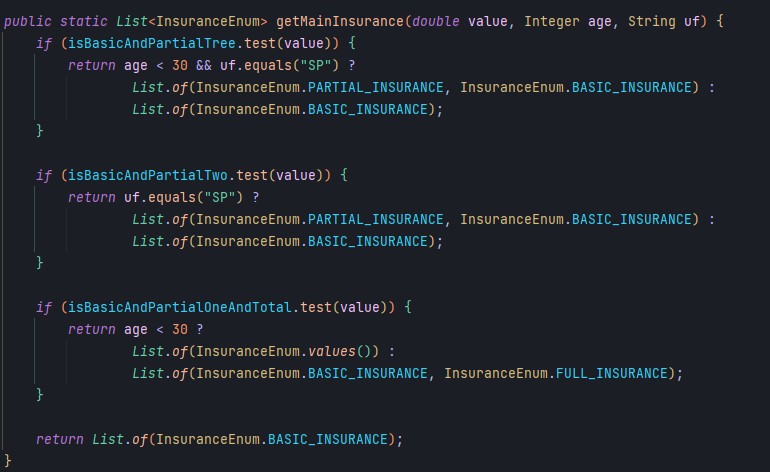 public static List<InsuranceEnum> getMainInsurance(double value, Integer age, String uf) {
    if (isBasicAndPartialTree.test(value)) {
        return age < 30 && uf.equals("SP") ?
                List.of(InsuranceEnum.PARTIAL_INSURANCE, InsuranceEnum.BASIC_INSURANCE) :
                List.of(InsuranceEnum.BASIC_INSURANCE);
    }

    if (isBasicAndPartialTwo.test(value)) {
        return uf.equals("SP") ?
                List.of(InsuranceEnum.PARTIAL_INSURANCE, InsuranceEnum.BASIC_INSURANCE) :
                List.of(InsuranceEnum.BASIC_INSURANCE);
    }

    if (isBasicAndPartialOneAndTotal.test(value)) {
        return age < 30 ?
                List.of(InsuranceEnum.values()) :
                List.of(InsuranceEnum.BASIC_INSURANCE, InsuranceEnum.FULL_INSURANCE);
    }

    return List.of(InsuranceEnum.BASIC_INSURANCE);
}